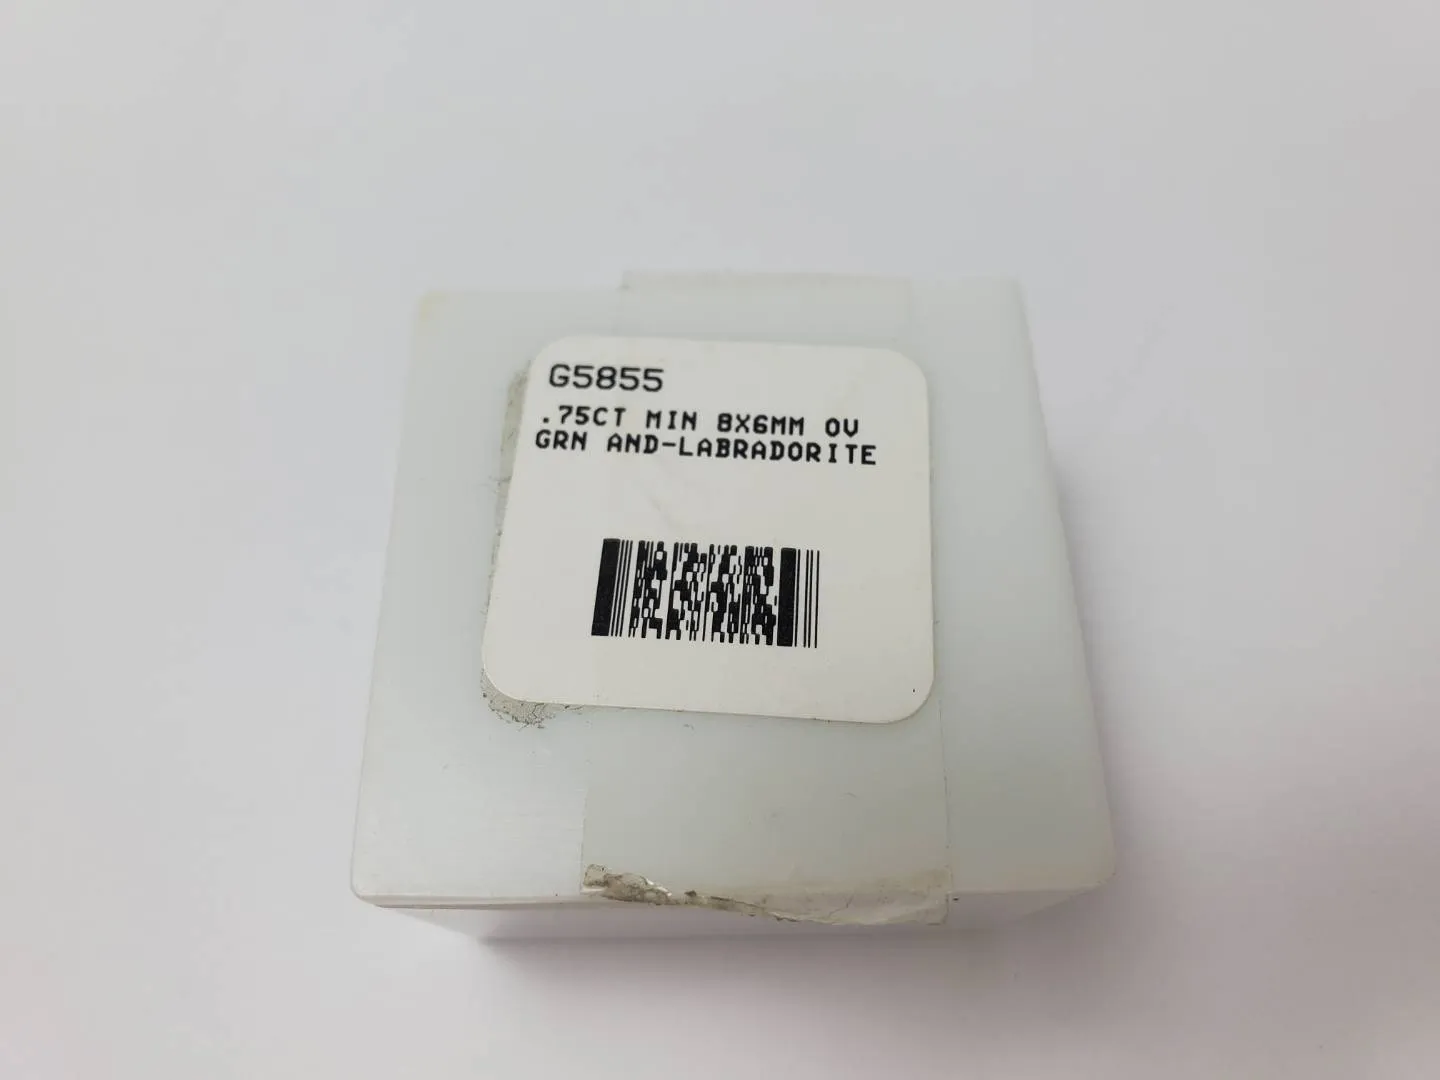 G5855
.75CT MIN 8X6MM OV
GRN AND-LABRADORITE